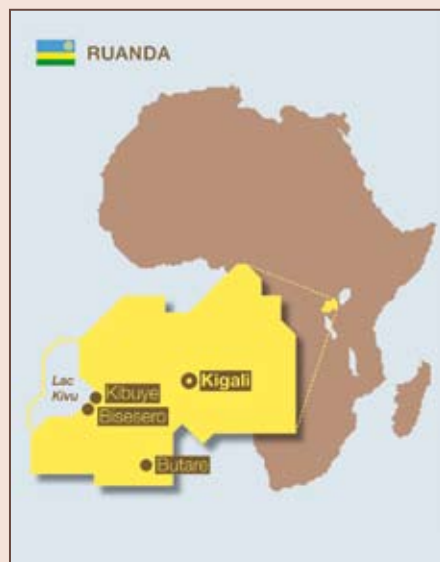 RUANDA
Kigali
Lac
Kivu
Kibuye
Bisesero
Butare